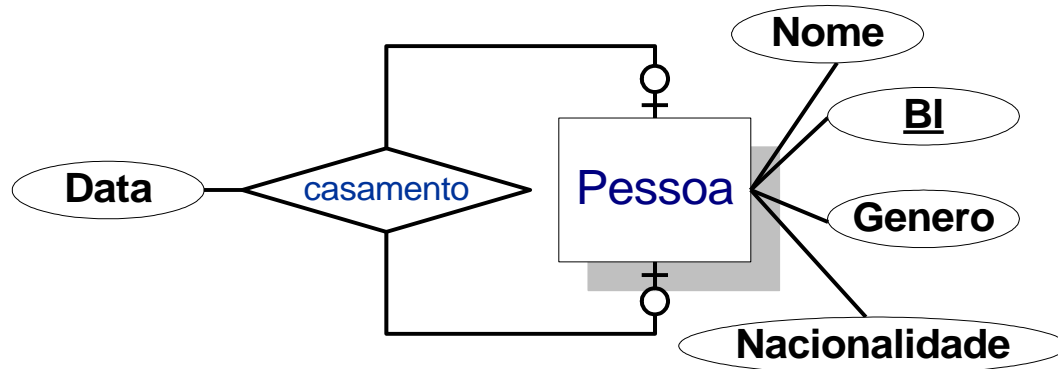 Nome
BI
Data
casamento
Pessoa
Genero
Nacionalidade